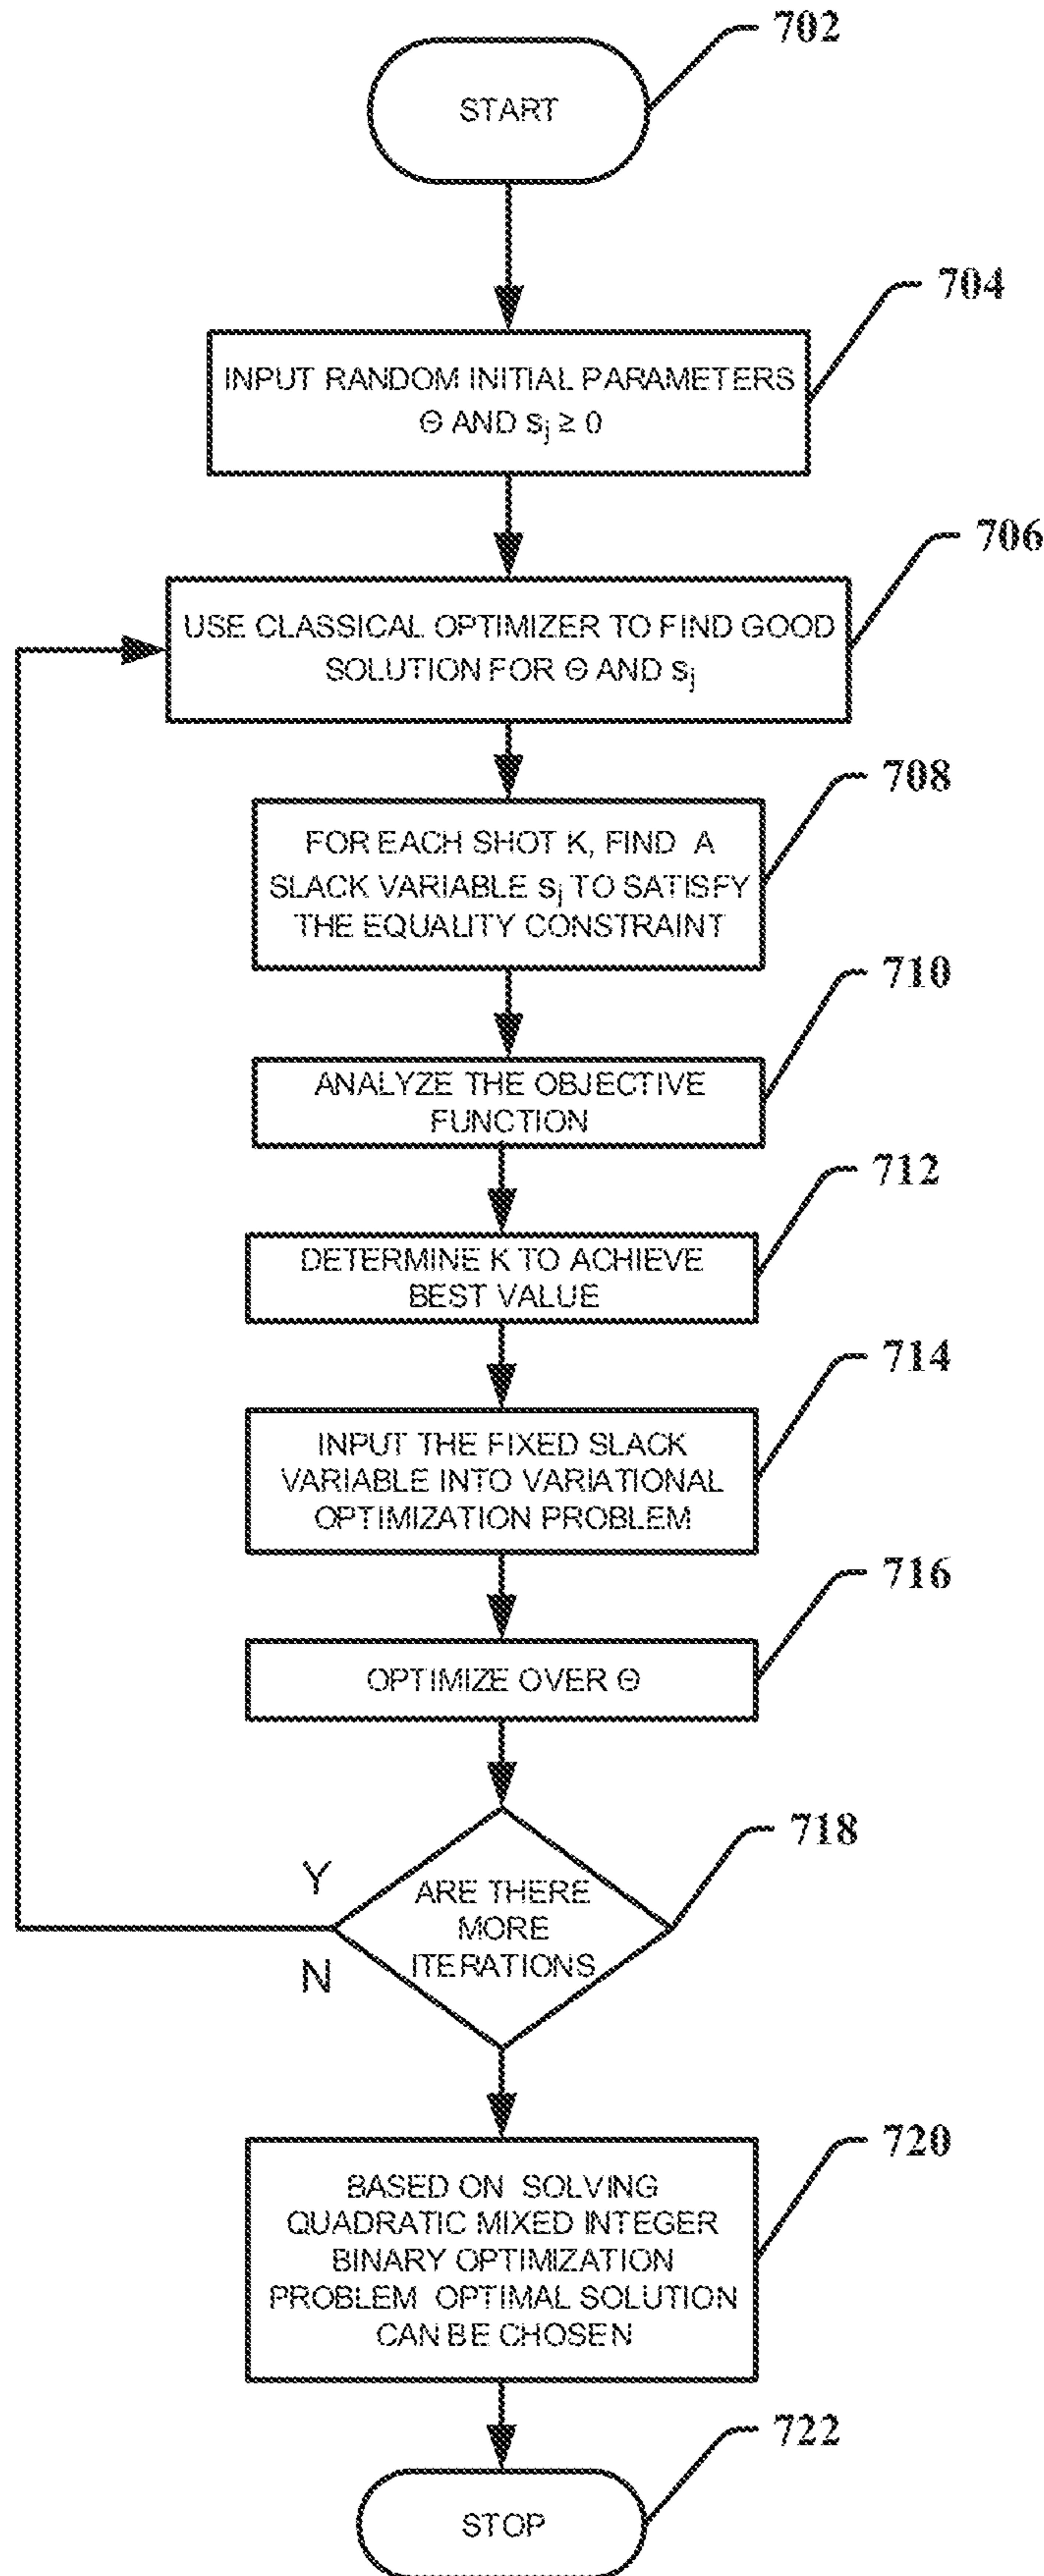 702
START
704
INPUT RANDOM INITIAL PARAMETERS
Θ AND sj ≥ 0
706
USE CLASSICAL OPTIMIZER TO FIND GOOD
SOLUTION FOR Θ AND sj
708
FOR EACH SHOT K, FIND A
SLACK VARIABLE sj TO SATISFY
THE EQUALITY CONSTRAINT
710
ANALYZE THE OBJECTIVE
FUNCTION
712
DETERMINE K TO ACHIEVE
BEST VALUE
714
INPUT THE FIXED SLACK
VARIABLE INTO VARIATIONAL
OPTIMIZATION PROBLEM
716
OPTIMIZE OVER Θ
718
Y
ARE THERE
MORE
ITERATIONS
N
720
BASED ON SOLVING
QUADRATIC MIXED INTEGER
BINARY OPTIMIZATION
PROBLEM OPTIMAL SOLUTION
CAN BE CHOSEN
722
STOP